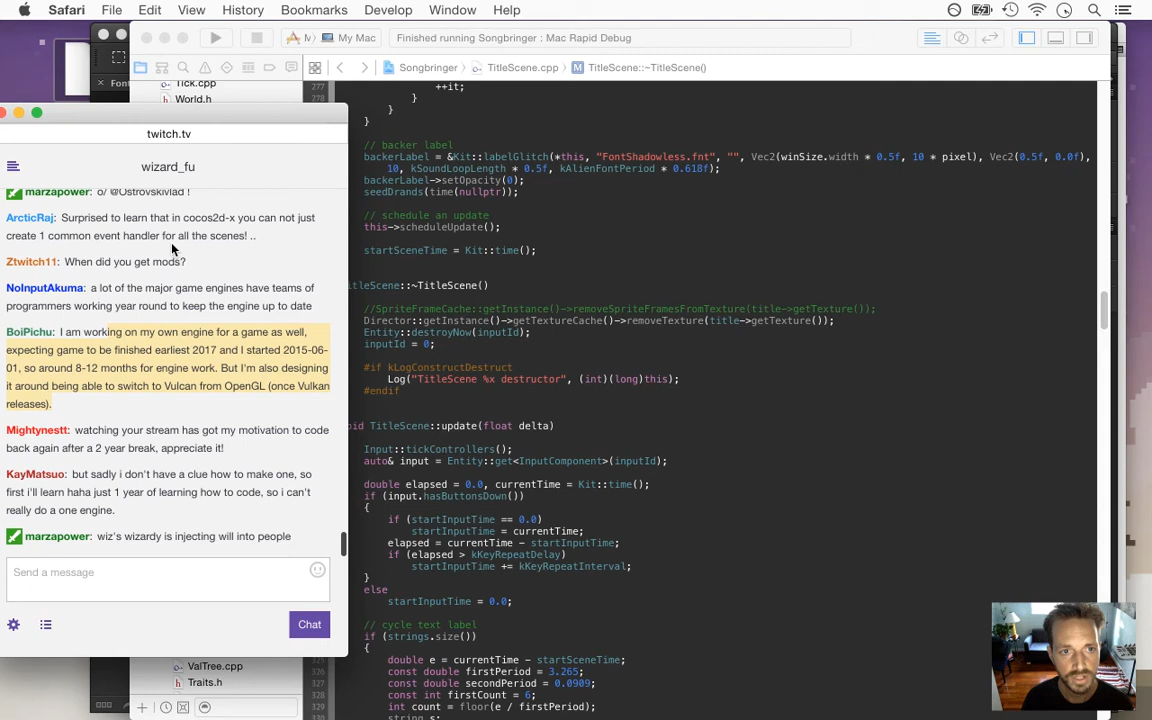 Safari File Edit View History Bookmarks Develop Window Help
My Mac
Finished running Songbringer : Mac Rapid Debug
Font
Tick.cpp
World.h
Songbringer
TitleScene.cpp
M TitleScene::~TitleScene()
twitch.tv
wizard_fu
marzapower: o/ @Ostrovskivlad !
ArcticRaj: Surprised to learn that in cocos2d-x you can not just
create 1 common event handler for all the scenes! ..
Ztwitch11: When did you get mods?
NoInputAkuma: a lot of the major game engines have teams of
programmers working year round to keep the engine up to date
BoiPichu: I am working on my own engine for a game as well,
expecting game to be finished earliest 2017 and I started 2015-06-
01, so around 8-12 months for engine work. But I'm also designing
it around being able to switch to Vulcan from OpenGL (once Vulkan
releases).
Mightynestt: watching your stream has got my motivation to code
back again after a 2 year break, appreciate it!
KayMatsuo: but sadly i don't have a clue how to make one, so
first i'll learn haha just 1 year of learning how to code, so i can't
really do a one engine.
marzapower: wiz's wizardy is injecting will into people
Send a message
Chat
ValTree.cpp
Traits.h
277
++it;
278
}
}
}
// backer label
backerLabel = &Kit::labelGlitch(*this, "FontShadowless.fnt", "", Vec2(winSize.width * 0.5f, 10 * pixel), Vec2(0.5f, 0.0f),
10, kSoundLoopLength * 0.5f, kAlienFontPeriod * 0.618f);
backerLabel->setOpacity(0);
seedDrands(time(nullptr));
// schedule an update
this->scheduleUpdate();
startSceneTime = Kit::time();
}
tleScene::~TitleScene()
//SpriteFrameCache::getInstance()->removeSpriteFramesFromTexture(title->getTexture());
Director::getInstance()->getTextureCache()->removeTexture(title->getTexture());
Entity::destroyNow(inputId);
inputId = 0;
#if kLogConstructDestruct
Log("TitleScene %x destructor", (int)(long)this);
#endif
id TitleScene::update(float delta)
Input::tickControllers();
auto& input = Entity::get<InputComponent>(inputId);
double elapsed = 0.0, currentTime = Kit::time();
if (input.hasButtonsDown())
{
if (startInputTime == 0.0)
startInputTime = currentTime;
elapsed = currentTime - startInputTime;
if (elapsed > kKeyRepeatDelay)
startInputTime += kKeyRepeatInterval;
}
else
startInputTime = 0.0;
// cycle text label
if (strings.size())
{
325 double e = currentTime - startSceneTime;
326 const double firstPeriod = 3.265;
327 const double secondPeriod = 0.0909;
328 const int firstCount = 6;
329 int count = floor(e / firstPeriod);
string s;